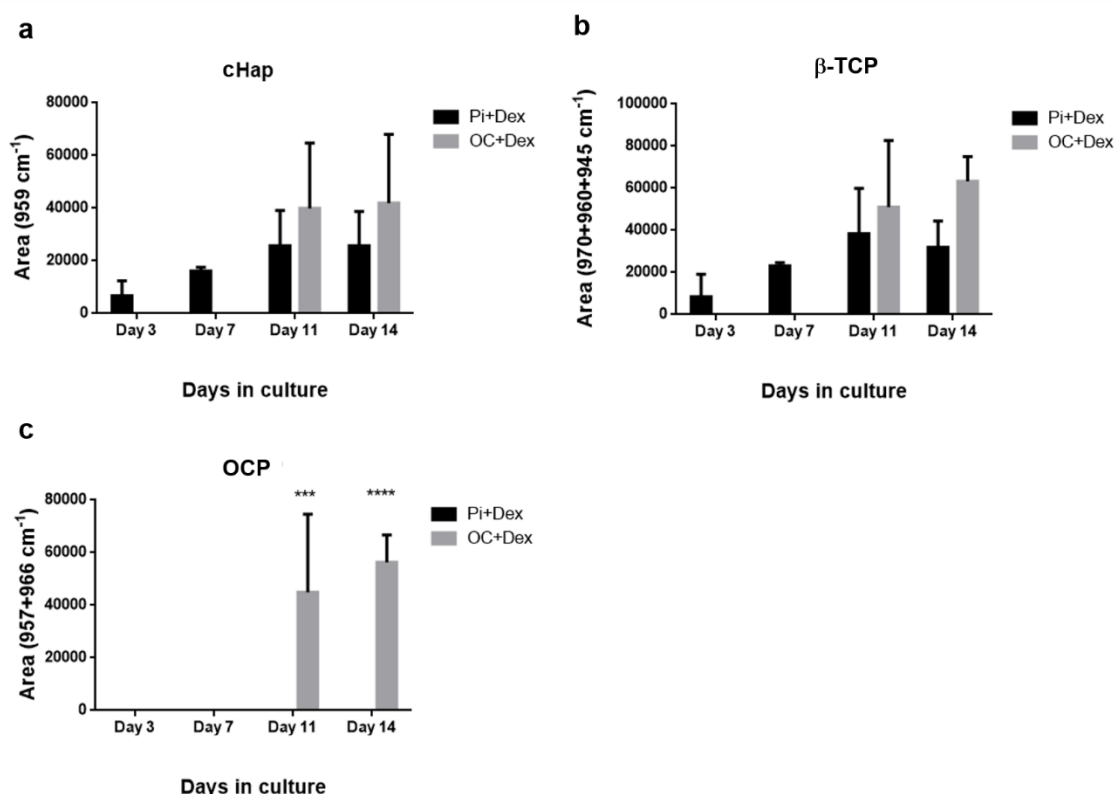 a
cHap
Area (959 cm⁻¹)
80000
60000
40000
20000
0
Day 3 Day 7 Day 11 Day 14
Days in culture
Pi+Dex
OC+Dex
b
β-TCP
Area (970+960+945 cm⁻¹)
100000
80000
60000
40000
20000
0
Day 3 Day 7 Day 11 Day 14
Days in culture
Pi+Dex
OC+Dex
c
OCP
Area (957+966 cm⁻¹)
80000
60000
40000
20000
0
*** ****
Day 3 Day 7 Day 11 Day 14
Days in culture
Pi+Dex
OC+Dex